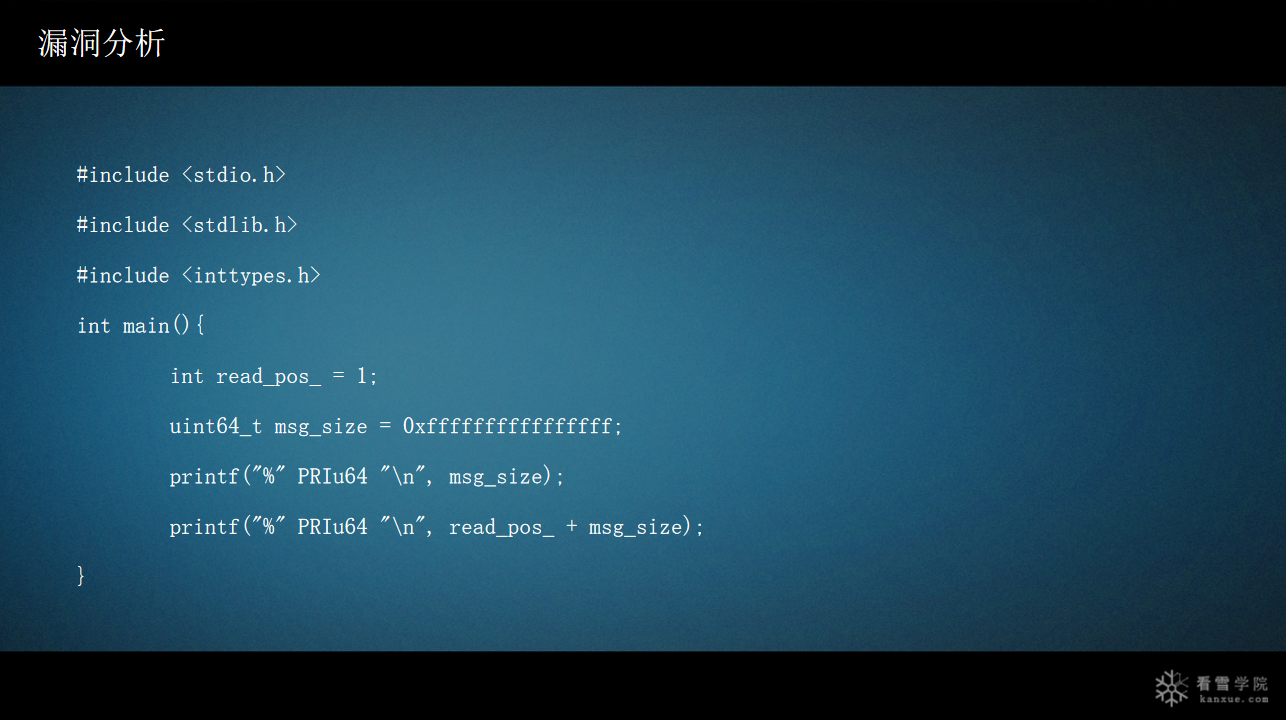 漏洞分析
#include <stdio.h>
#include <stdlib.h>
#include <inttypes.h>
int main(){
int read_pos_ = 1;
uint64_t msg_size = 0xffffffffffffffff;
printf("%" PRIu64 "\n", msg_size);
printf("%" PRIu64 "\n", read_pos_ + msg_size);
}
看雪学院
kanxue.com